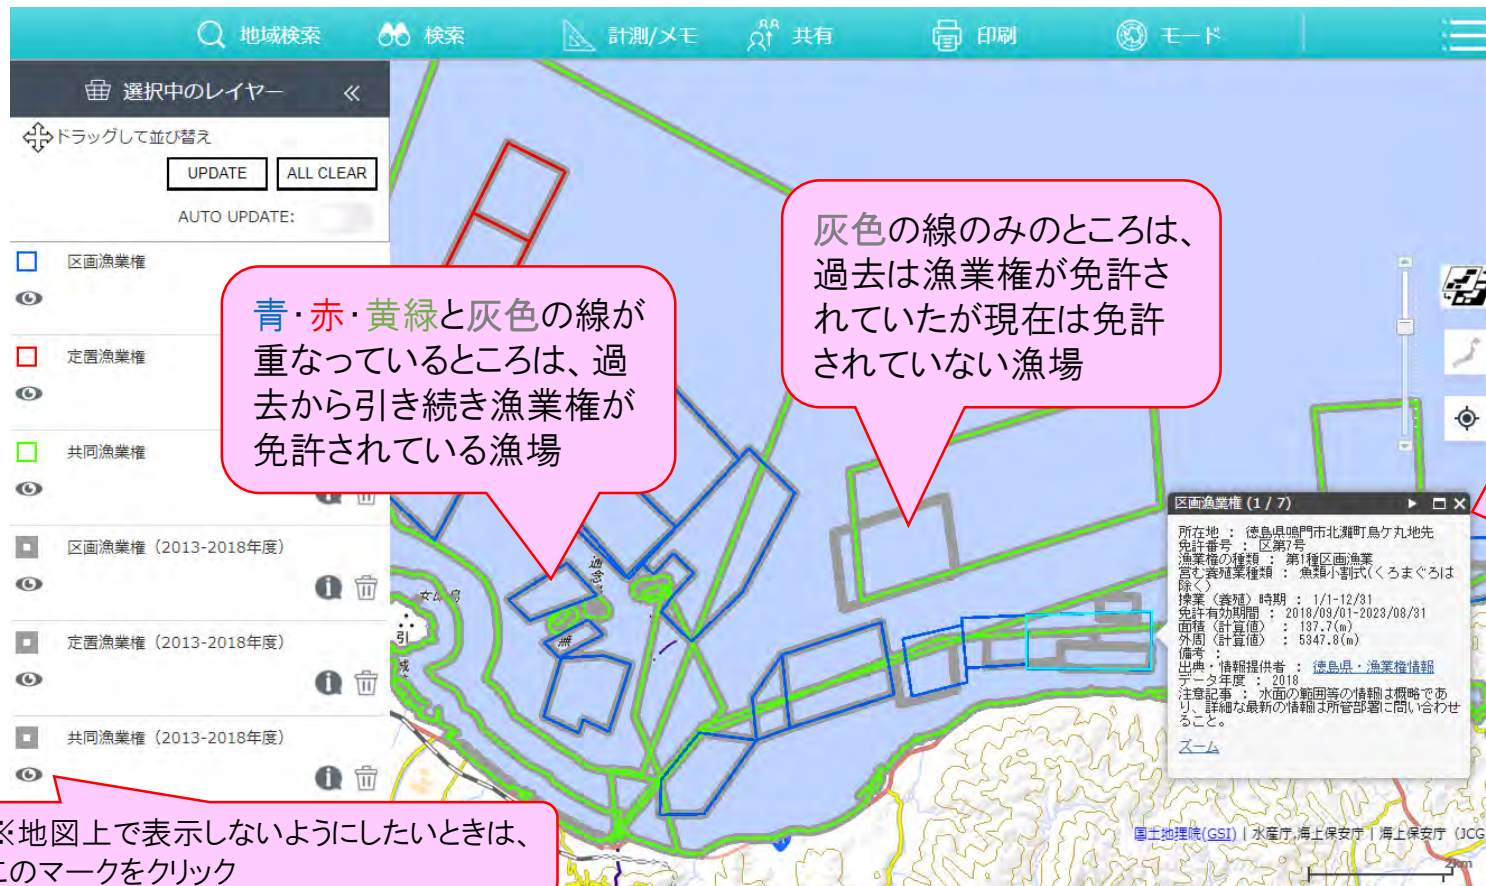 地域検索
検索
計測/メモ
共有
印刷
モード
選択中のレイヤー
ドラッグして並び替え
UPDATE
ALL CLEAR
AUTO UPDATE:
区画漁業権
定置漁業権
共同漁業権
区画漁業権（2013-2018年度）
定置漁業権（2013-2018年度）
共同漁業権（2013-2018年度）
青・赤・黄緑と灰色の線が
重なっているところは、過
去から引き続き漁業権が
免許されている漁場
灰色の線のみのところは、
過去は漁業権が免許さ
れていたが現在は免許
されていない漁場
区画漁業権 (1 / 7)
所在地 ： 徳島県鳴門市北灘町鳥ケ丸地先
免許番号 ： 区第7号
漁業権の種類 ： 第1種区画漁業
営む養殖業種類 ： 魚類小割式(くろまぐろは
除く)
操業（養殖）時期 ： 1/1-12/31
免許有効期間 ： 2018/09/01-2023/08/31
面積（計算値） ： 137.7(m)
外周（計算値） ： 5347.8(m)
備考 ：
出典・情報提供者 ： 徳島県・漁業権情報
データ年度 ： 2018
注意記事 ： 水面の範囲等の情報は概略であ
り、詳細な最新の情報は所管部署に問い合わせ
ること。
ズーム
※地図上で表示しないようにしたいときは、
このマークをクリック
国土地理院(GSI) | 水産庁,海上保安庁 | 海上保安庁 (JCG
2km